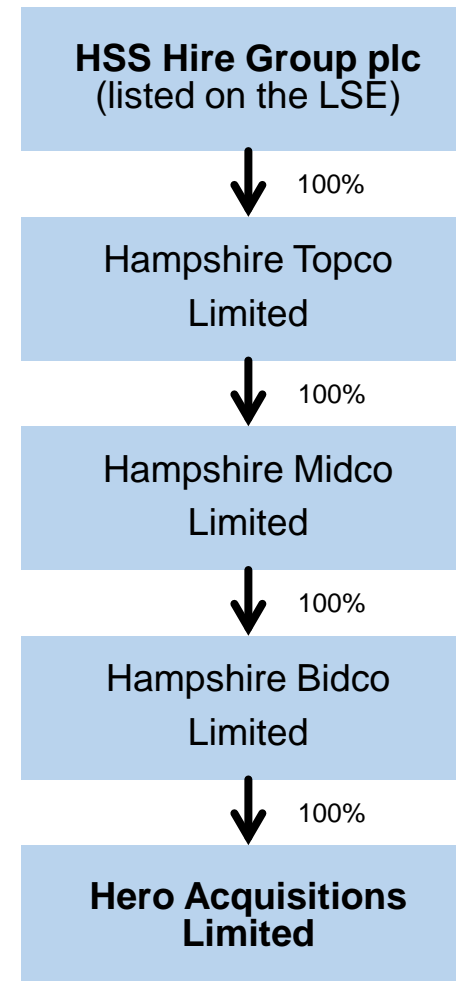 HSS Hire Group plc
(listed on the LSE)
100%
Hampshire Topco
Limited
100%
Hampshire Midco
Limited
100%
Hampshire Bidco
Limited
100%
Hero Acquisitions
Limited